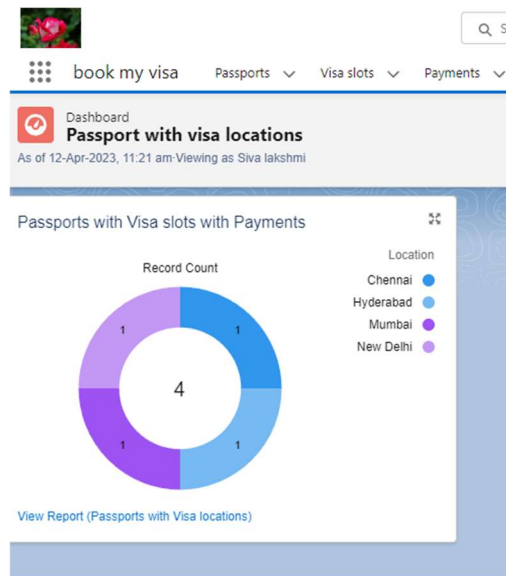 S
book my visa Passports Visa slots Payments
Dashboard
Passport with visa locations
As of 12-Apr-2023, 11:21 am·Viewing as Siva lakshmi
Passports with Visa slots with Payments
Record Count
Location
Chennai
Hyderabad
Mumbai
New Delhi
1
1
4
1
1
View Report (Passports with Visa locations)